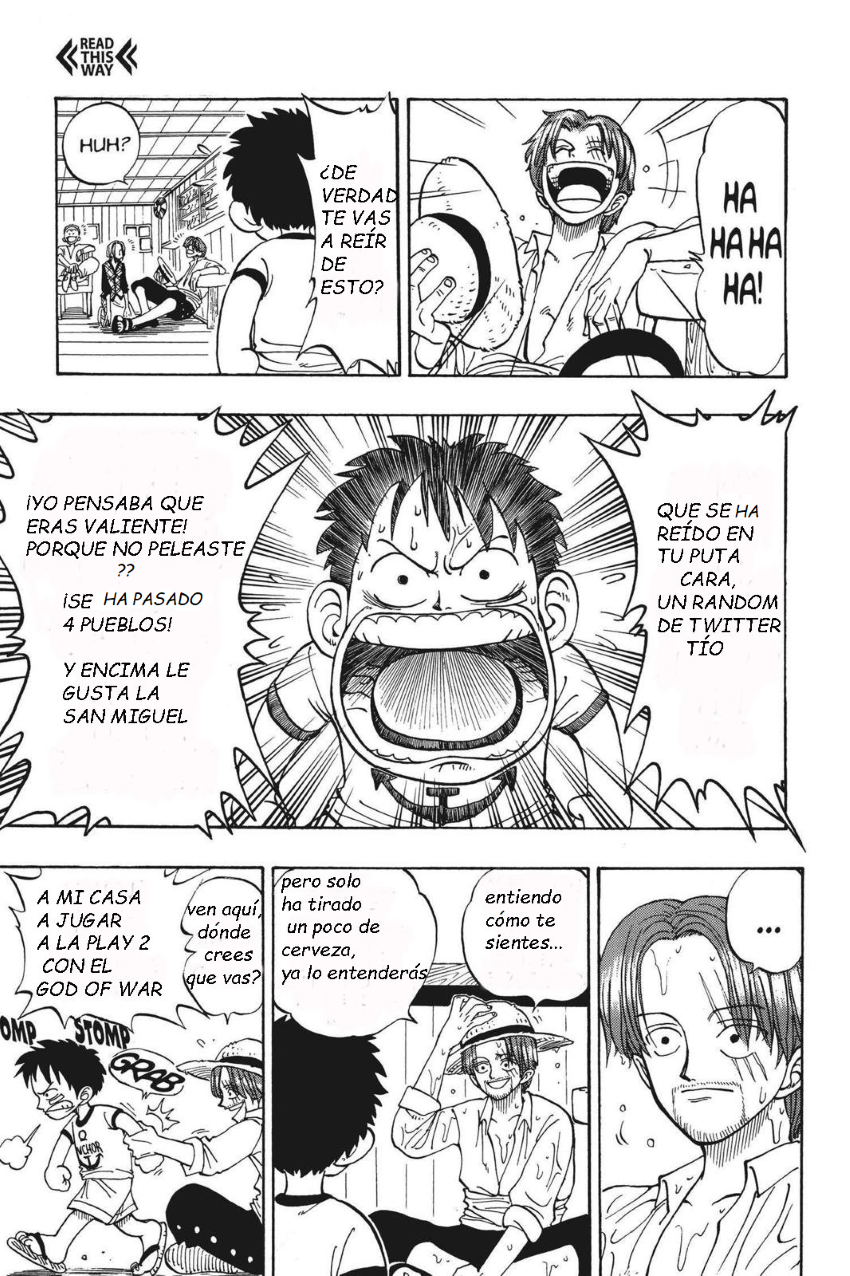 READ
THIS
WAY
HA
HA HA
HA!
¿DE
VERDAD
TE VAS
A REÍR
DE
ESTO?
HUH?
QUE SE HA
REÍDO EN
TU PUTA
CARA,
UN RANDOM
DE TWITTER
TÍO
¡YO PENSABA QUE
ERAS VALIENTE!
PORQUE NO PELEASTE
??
¡SE HA PASADO
4 PUEBLOS!
Y ENCIMA LE
GUSTA LA
SAN MIGUEL
...
entiendo
cómo te
sientes...
pero solo
ha tirado
un poco de
cerveza,
ya lo entenderás
ven aquí,
dónde
crees
que vas?
A MI CASA
A JUGAR
A LA PLAY 2
CON EL
GOD OF WAR
GRAB
STOMP
OMP
NCHOR